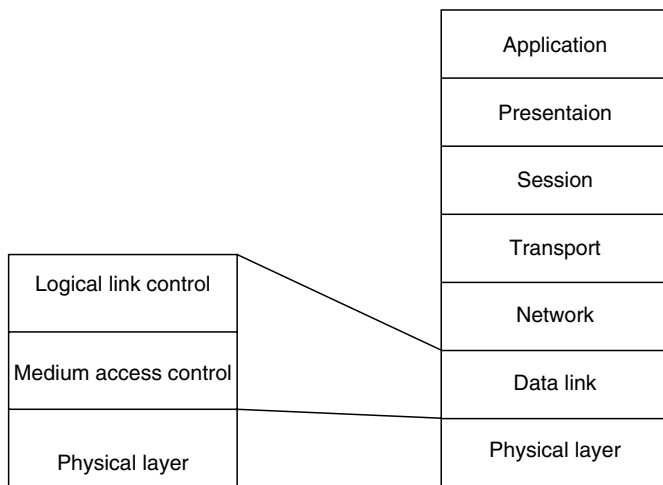 Application
Presentaion
Session
Transport
Network
Data link
Physical layer
Logical link control
Medium access control
Physical layer